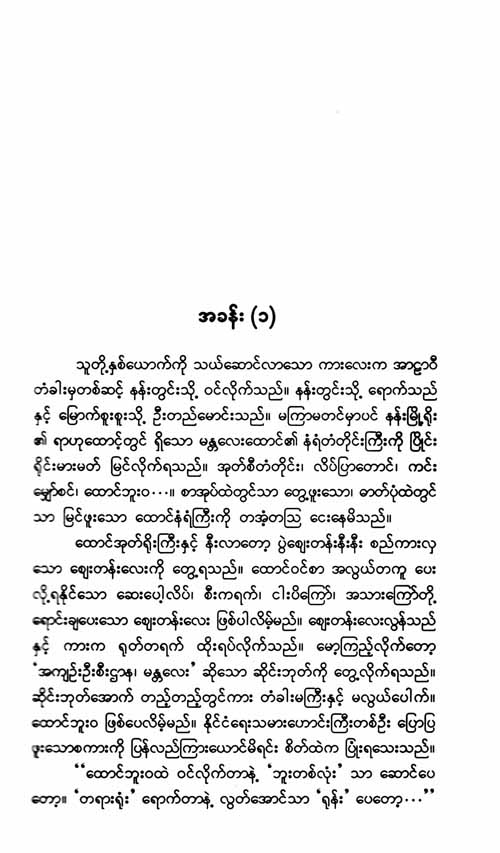 အခန်း (၁)
သူတို့နှစ်ယောက်ကို သယ်ဆောင်လာသော ကားလေးက အာဠာဝီ
တံခါးမှတစ်ဆင့် နန်းတွင်းသို့ ဝင်လိုက်သည်။ နန်းတွင်းသို့ ရောက်သည်
နှင့် မြောက်စူးစူးသို့ ဦးတည်မောင်းသည်။ မကြာမတင်မှာပင် နန်းမြို့ရိုး
၏ ရာဟုထောင့်တွင် ရှိသော မန္တလေးထောင်၏ နံရံတံတိုင်းကြီးကို ပြိုင်း
ရိုင်းမားမတ် မြင်လိုက်ရသည်။ အုတ်စီတံတိုင်း၊ လိပ်ပြာတောင်၊ ကင်း
မျှော်စင်၊ ထောင်ဘူးဝ...။ စာအုပ်ထဲတွင်သာ တွေ့ဖူးသော၊ ဓာတ်ပုံထဲတွင်
သာ မြင်ဖူးသော ထောင်နံရံကြီးကို တအံ့တဩ ငေးနေမိသည်။
ထောင်အုတ်ရိုးကြီးနှင့် နီးလာတော့ ပွဲဈေးတန်းနီးနီး စည်ကားလှ
သော ဈေးတန်းလေးကို တွေ့ရသည်။ ထောင်ဝင်စာ အလွယ်တကူ ပေး
လို့ရနိုင်သော ဆေးပေါ့လိပ်၊ စီးကရက်၊ ငါးပိကြော်၊ အသားကြော်တို့
ရောင်းချပေးသော ဈေးတန်းလေး ဖြစ်ပါလိမ့်မည်။ ဈေးတန်းလေးလွန်သည်
နှင့် ကားက ရုတ်တရက် ထိုးရပ်လိုက်သည်။ မော့ကြည့်လိုက်တော့
‘အကျဉ်းဦးစီးဌာန၊ မန္တလေး’ ဆိုသော ဆိုင်းဘုတ်ကို တွေ့လိုက်ရသည်။
ဆိုင်းဘုတ်အောက် တည့်တည့်တွင်ကား တံခါးမကြီးနှင့် မလွယ်ပေါက်။
ထောင်ဘူးဝ ဖြစ်ပေလိမ့်မည်။ နိုင်ငံရေးသမားဟောင်းကြီးတစ်ဦး ပြောပြ
ဖူးသောစကားကို ပြန်လည်ကြားယောင်မိရင်း စိတ်ထဲက ပြုံးရသေးသည်။
‘‘ထောင်ဘူးဝထဲ ဝင်လိုက်တာနဲ့ ‘ဘူးတစ်လုံး’ သာ ဆောင်ပေ
တော့။ ‘တရားရုံး’ ရောက်တာနဲ့ လွတ်အောင်သာ ‘ရုန်း’ ပေတော့...’’